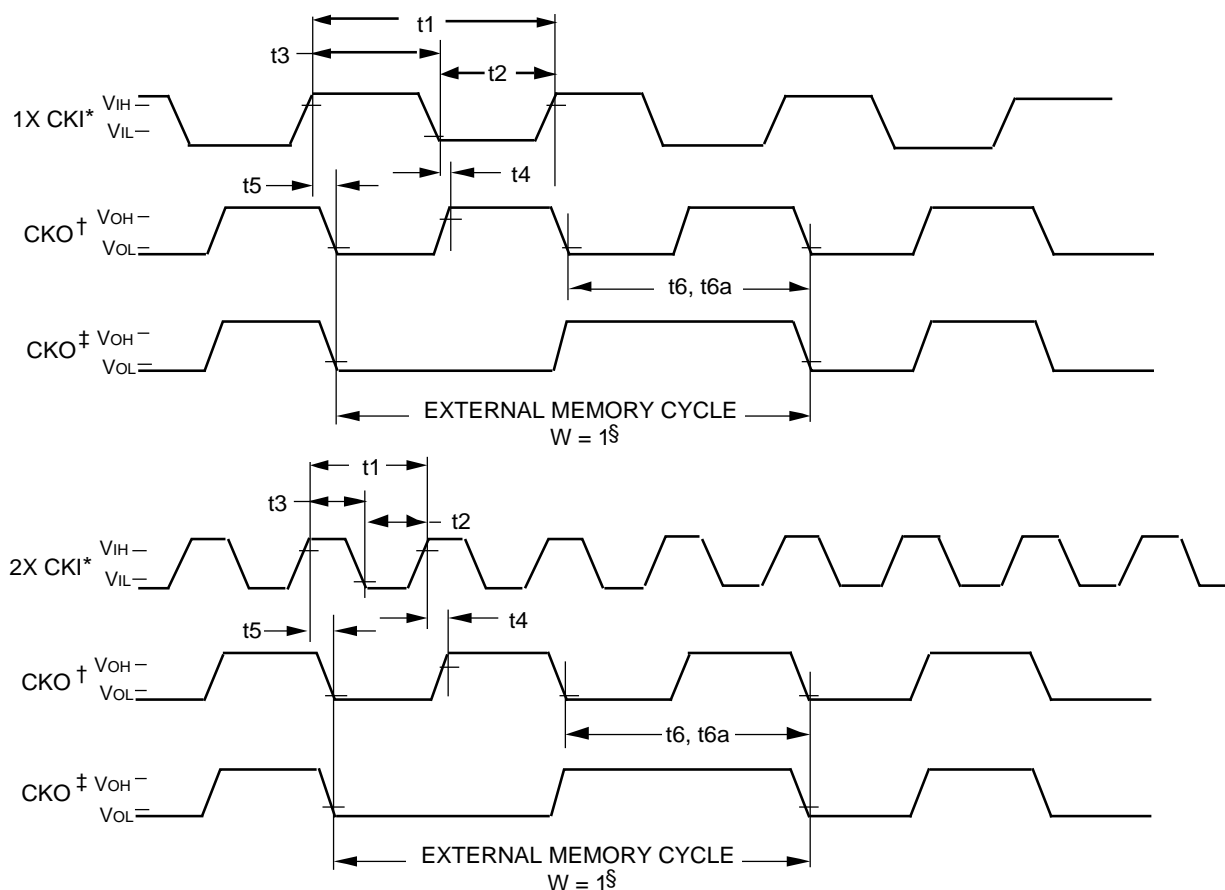 t1
t3
t2
1X CKI*
VIH
VIL
t5
t4
CKO†
VOH
VOL
t6, t6a
CKO‡
VOH
VOL
EXTERNAL MEMORY CYCLE
W = 1§
t1
t3
t2
2X CKI*
VIH
VIL
t5
t4
CKO†
VOH
VOL
t6, t6a
CKO‡
VOH
VOL
EXTERNAL MEMORY CYCLE
W = 1§